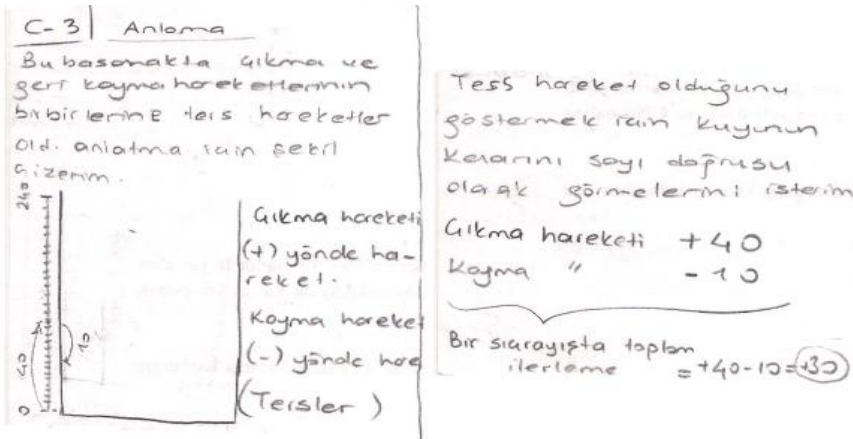 C-3 | Anlama
Bu basamakta çıkma ve
geri kayma hareketlerinin
birbirlerine ters hareketler
old. anlatma için şekil
çizerim.
240
40
10
0
Çıkma hareketi
(+) yönde ha-
reket.
Kayma hareket
(-) yönde hare
(Tersler)
Ters hareket olduğunu
göstermek için kuyunun
kenarını sayı doğrusu
olarak görmelerini isterim
Çıkma hareketi +40
Kayma " -10
Bir sıçrayışta toplam
ilerleme = +40-10=+30